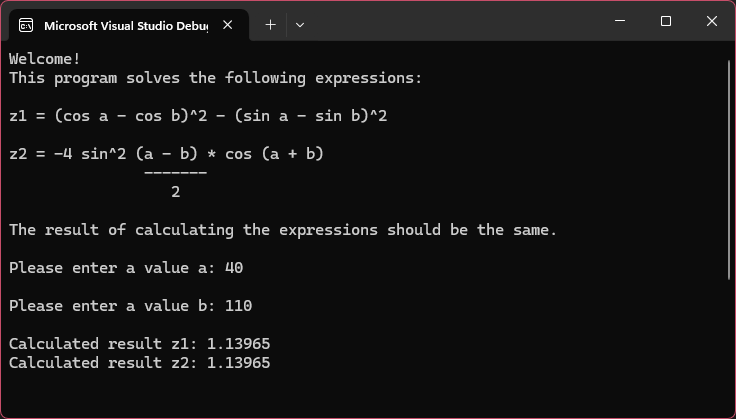 Microsoft Visual Studio Debug
Welcome!
This program solves the following expressions:
z1 = (cos a - cos b)^2 - (sin a - sin b)^2
z2 = -4 sin^2 (a - b) * cos (a + b)
-------
2
The result of calculating the expressions should be the same.
Please enter a value a: 40
Please enter a value b: 110
Calculated result z1: 1.13965
Calculated result z2: 1.13965